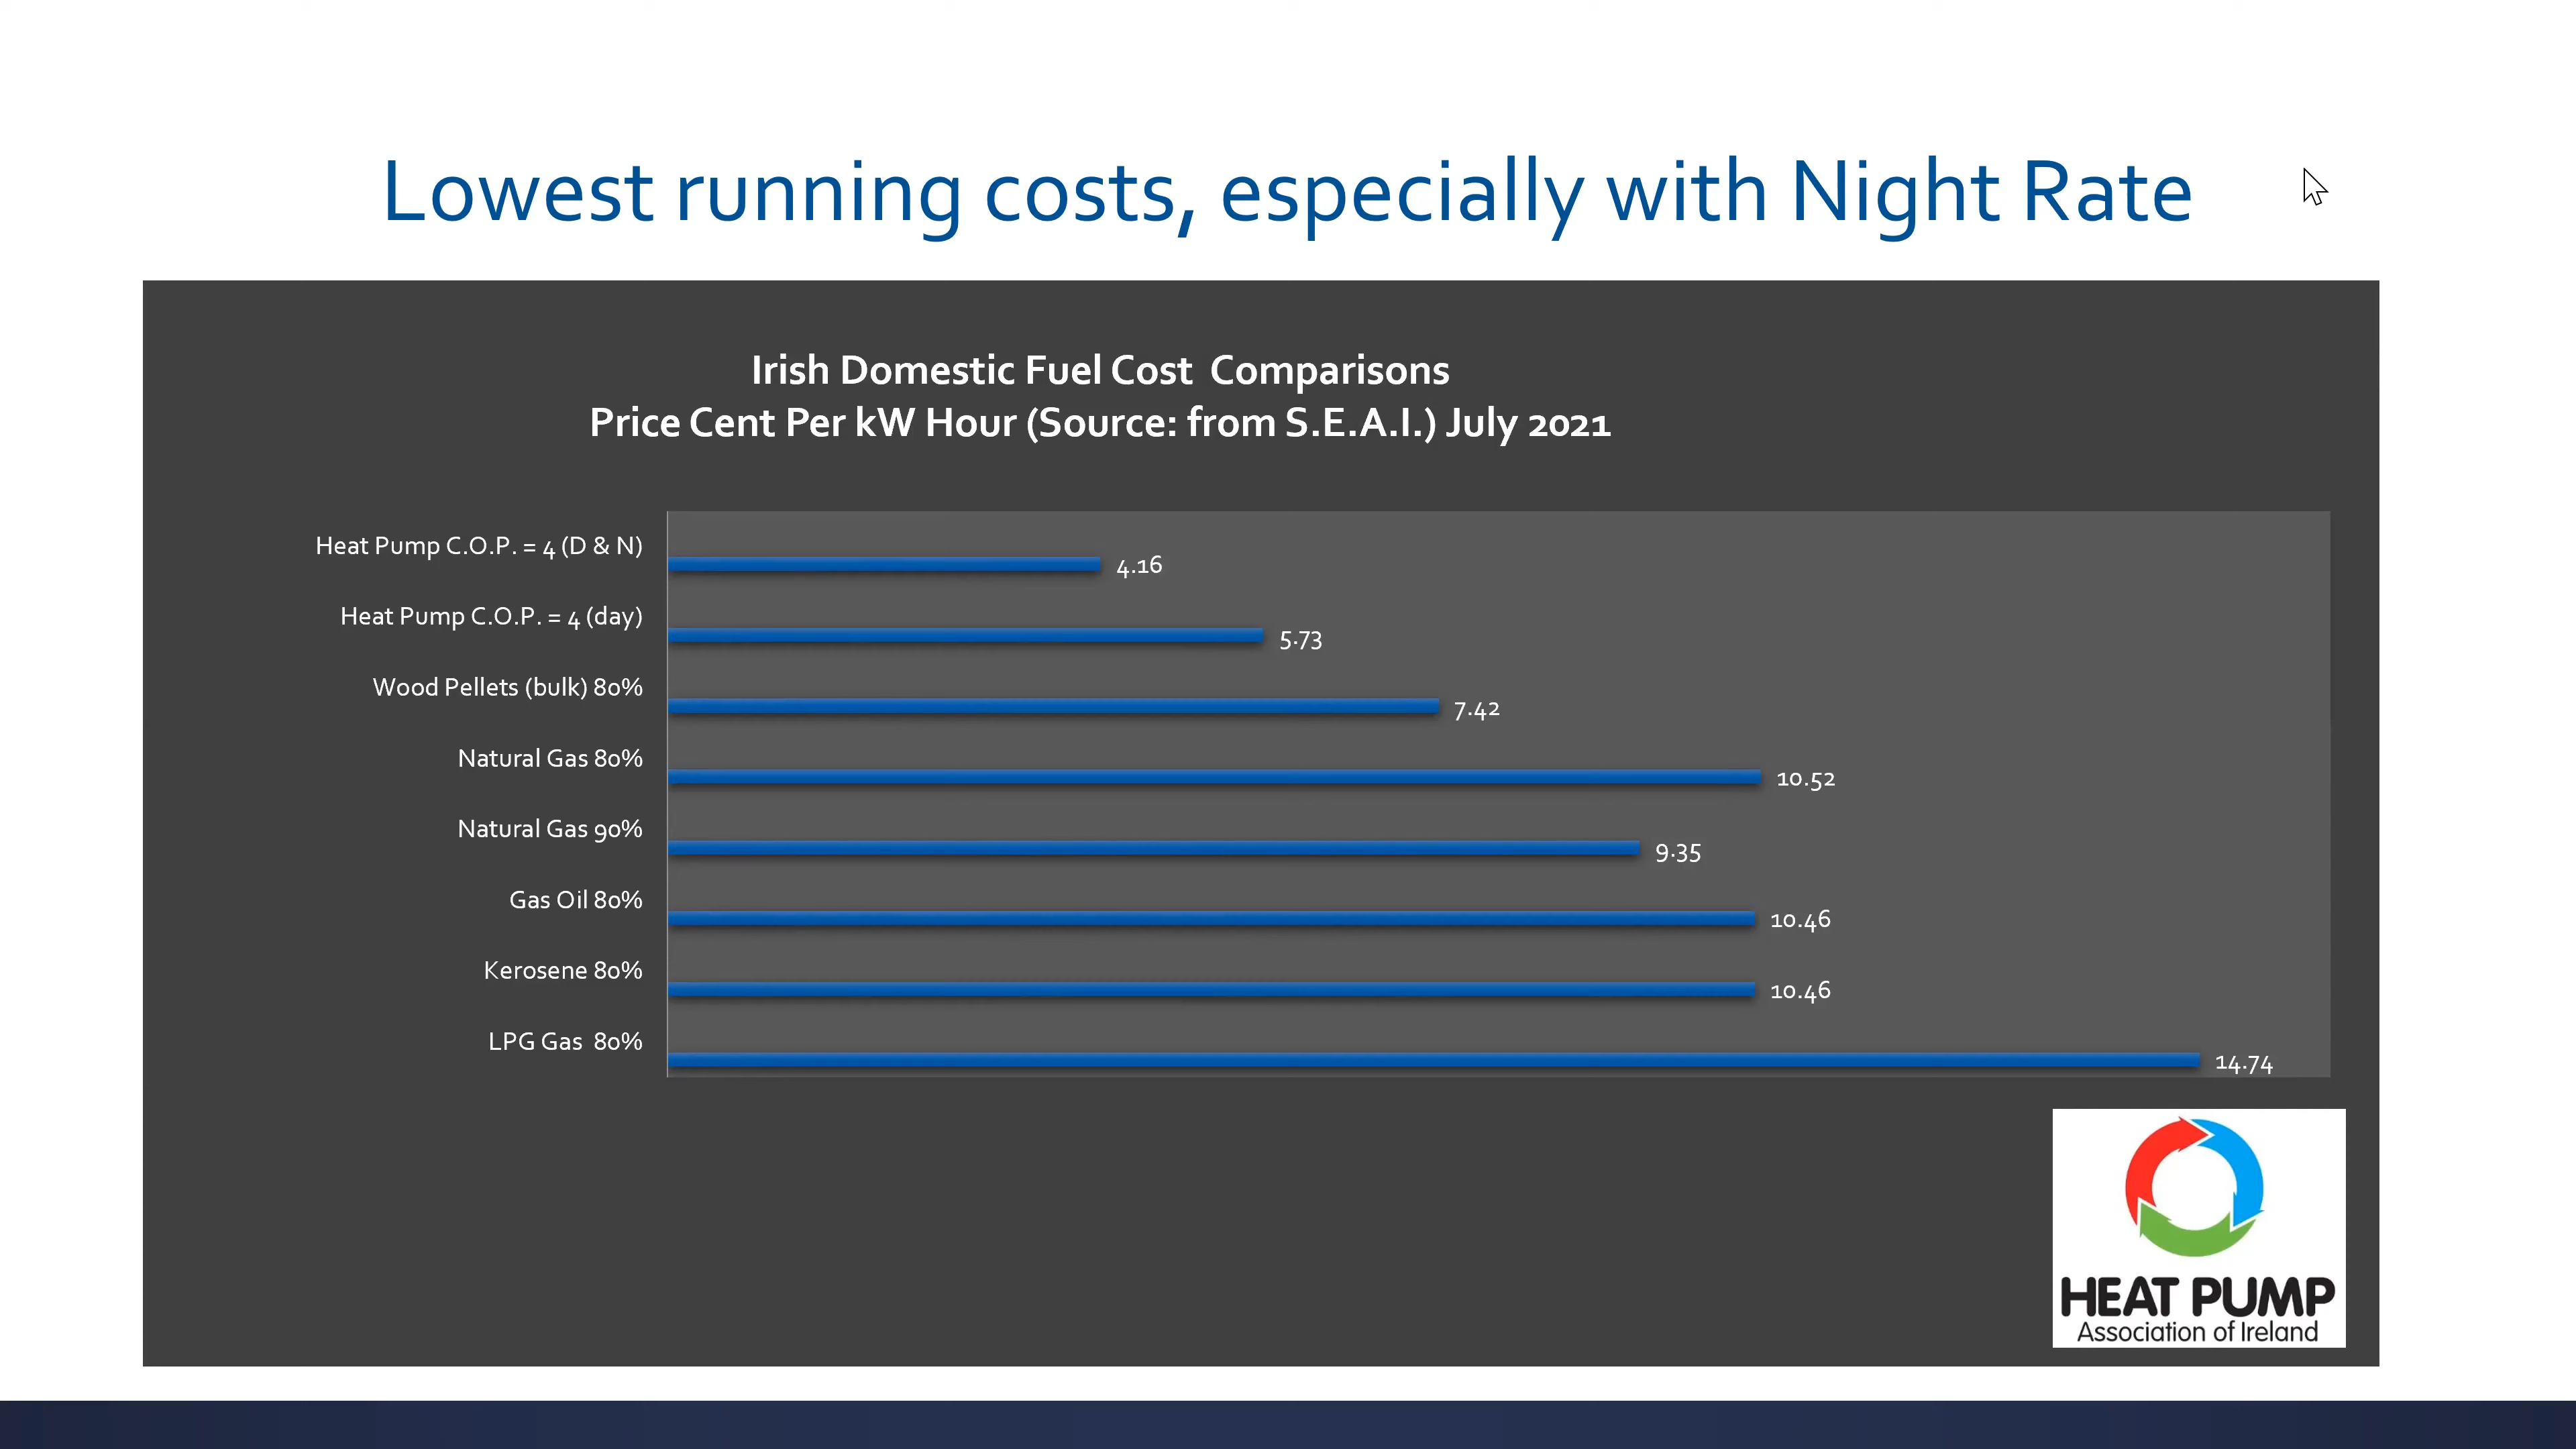 Lowest running costs, especially with Night Rate
Irish Domestic Fuel Cost Comparisons
Price Cent Per kW Hour (Source: from S.E.A.I.) July 2021
Heat Pump C.O.P. = 4 (D & N)
4.16
Heat Pump C.O.P. = 4 (day)
5.73
Wood Pellets (bulk) 80%
7.42
Natural Gas 80%
10.52
Natural Gas 90%
9.35
Gas Oil 80%
10.46
Kerosene 80%
10.46
LPG Gas 80%
14.74
HEAT PUMP
Association of Ireland